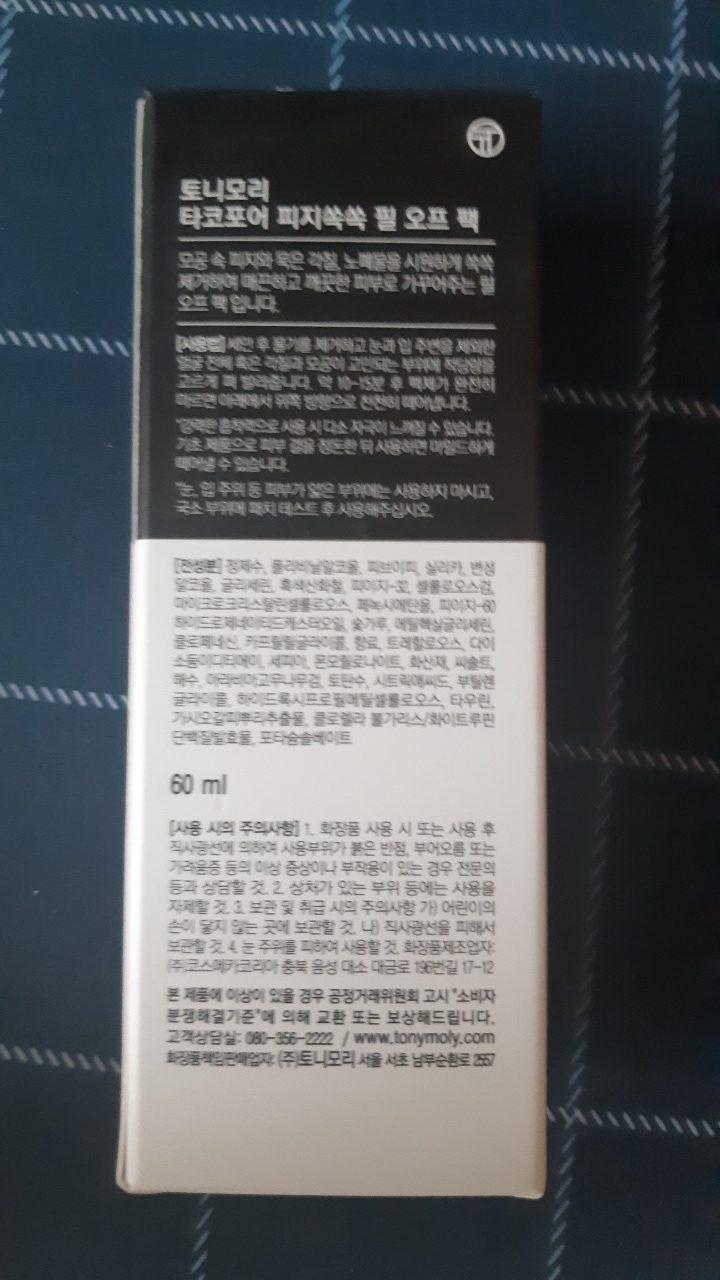 토니모리
타코포어 피지쏙쏙 필 오프 팩
모공 속 피지와 묵은 각질, 노폐물을 시원하게 쏙쏙
제거하여 매끈하고 깨끗한 피부로 가꾸어주는 필
오프 팩 입니다.
[사용법] 세안 후 물기를 제거하고 눈과 입 주변을 제외한
얼굴 전체 혹은 각질과 모공이 고민되는 부위에 적당량을
고르게 펴 발라줍니다. 약 10-15분 후 팩제가 완전히
마르면 아래에서 위쪽 방향으로 천천히 떼어냅니다.
*강력한 흡착력으로 사용 시 다소 자극이 느껴질 수 있습니다.
기초 제품으로 피부 결을 정돈한 뒤 사용하면 마일드하게
떼어낼 수 있습니다.
*눈, 입 주위 등 피부가 얇은 부위에는 사용하지 마시고,
국소 부위에 패치 테스트 후 사용해주십시오.
[전성분] 정제수, 폴리비닐알코올, 피브이피, 실리카, 변성
알코올, 글리세린, 흑색산화철, 피이지-32, 셀룰로오스검,
마이크로크리스탈린셀룰로오스, 페녹시에탄올, 피이지-60
하이드로제네이티드캐스터오일, 숯가루, 에틸헥실글리세린,
클로페네신, 카프릴릴글라이콜, 향료, 트레할로오스, 다이
소듐이디티에이, 세피아, 몬모릴로나이트, 화산재, 씨솔트,
해수, 아라비아고무나무검, 토탄수, 시트릭애씨드, 부틸렌
글라이콜, 하이드록시프로필메틸셀룰로오스, 타우린,
가시오갈피뿌리추출물, 클로렐라 불가리스/화이트루핀
단백질발효물, 포타슘솔베이트
60 ml
[사용 시의 주의사항] 1. 화장품 사용 시 또는 사용 후
직사광선에 의하여 사용부위가 붉은 반점, 부어오름 또는
가려움증 등의 이상 증상이나 부작용이 있는 경우 전문의
등과 상담할 것. 2. 상처가 있는 부위 등에는 사용을
자제할 것. 3. 보관 및 취급 시의 주의사항 가) 어린이의
손이 닿지 않는 곳에 보관할 것. 나) 직사광선을 피해서
보관할 것. 4. 눈 주위를 피하여 사용할 것. 화장품제조업자:
(주)코스메카코리아 충북 음성 대소 대금로 196번길 17-12
본 제품에 이상이 있을 경우 공정거래위원회 고시 "소비자
분쟁해결기준"에 의해 교환 또는 보상해드립니다.
고객상담실: 080-356-2222 / www.tonymoly.com
화장품책임판매업자: (주)토니모리 서울 서초 남부순환로 2557